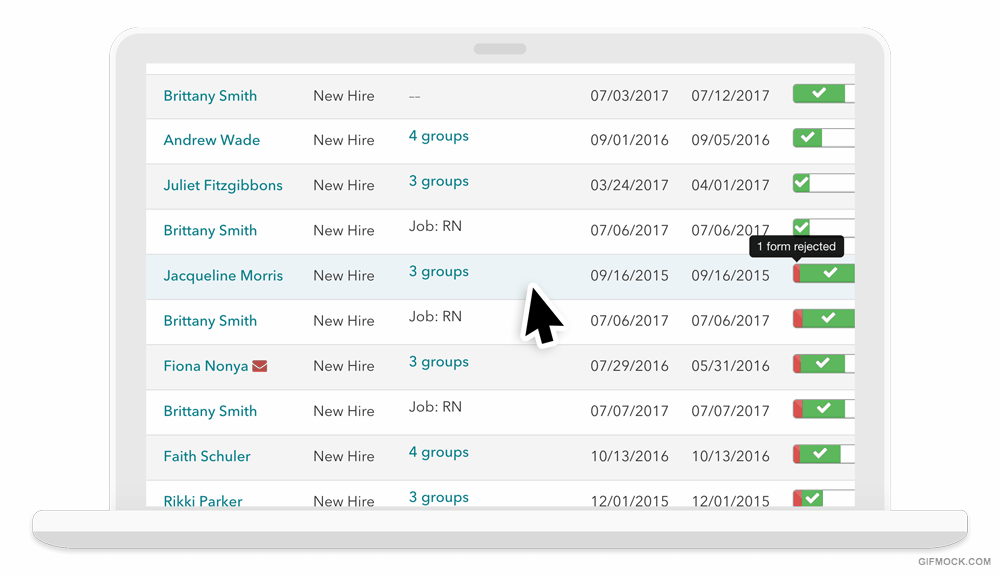 Brittany Smith New Hire -- 07/03/2017 07/12/2017
Andrew Wade New Hire 4 groups 09/01/2016 09/05/2016
Juliet Fitzgibbons New Hire 3 groups 03/24/2017 04/01/2017
Brittany Smith New Hire Job: RN 07/06/2017 07/06/2017
1 form rejected
Jacqueline Morris New Hire 3 groups 09/16/2015 09/16/2015
Brittany Smith New Hire Job: RN 07/06/2017 07/06/2017
Fiona Nonya New Hire 3 groups 07/29/2016 05/31/2016
Brittany Smith New Hire Job: RN 07/07/2017 07/07/2017
Faith Schuler New Hire 4 groups 10/13/2016 10/13/2016
Rikki Parker New Hire 3 groups 12/01/2015 12/01/2015
GIFMOCK.COM